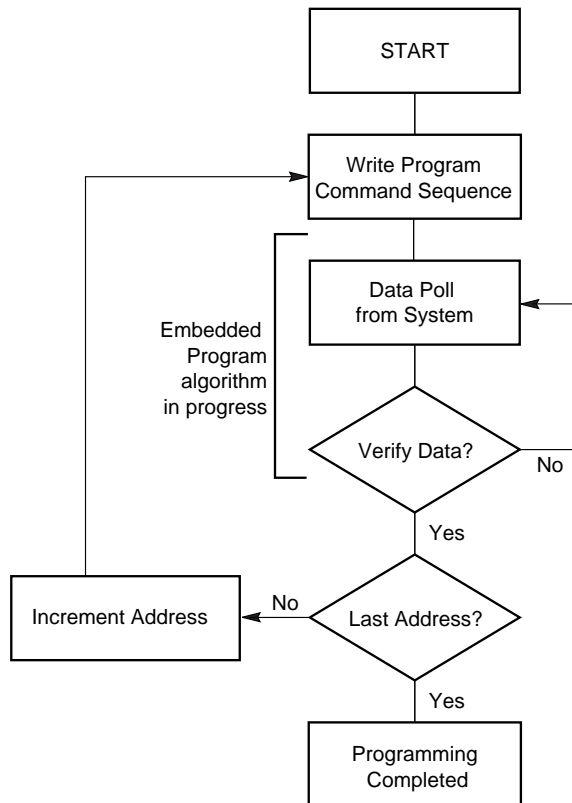 START
Write Program
Command Sequence
Data Poll
from System
Embedded
Program
algorithm
in progress
Verify Data?
No
Yes
Increment Address
No
Last Address?
Yes
Programming
Completed